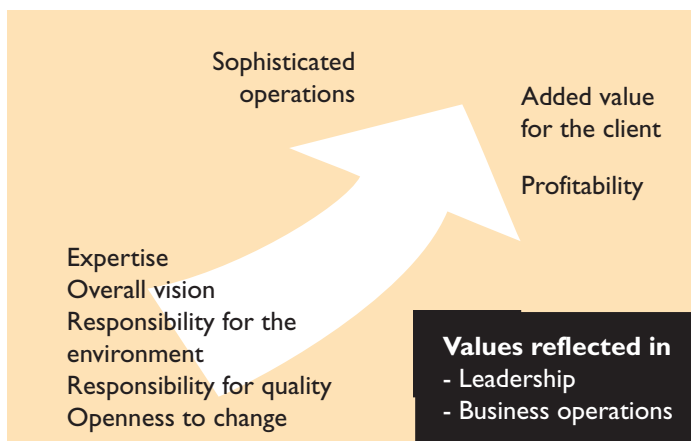 Sophisticated
operations
Added value
for the client
Profitability
Expertise
Overall vision
Responsibility for the
environment
Responsibility for quality
Openness to change
Values reflected in
- Leadership
- Business operations